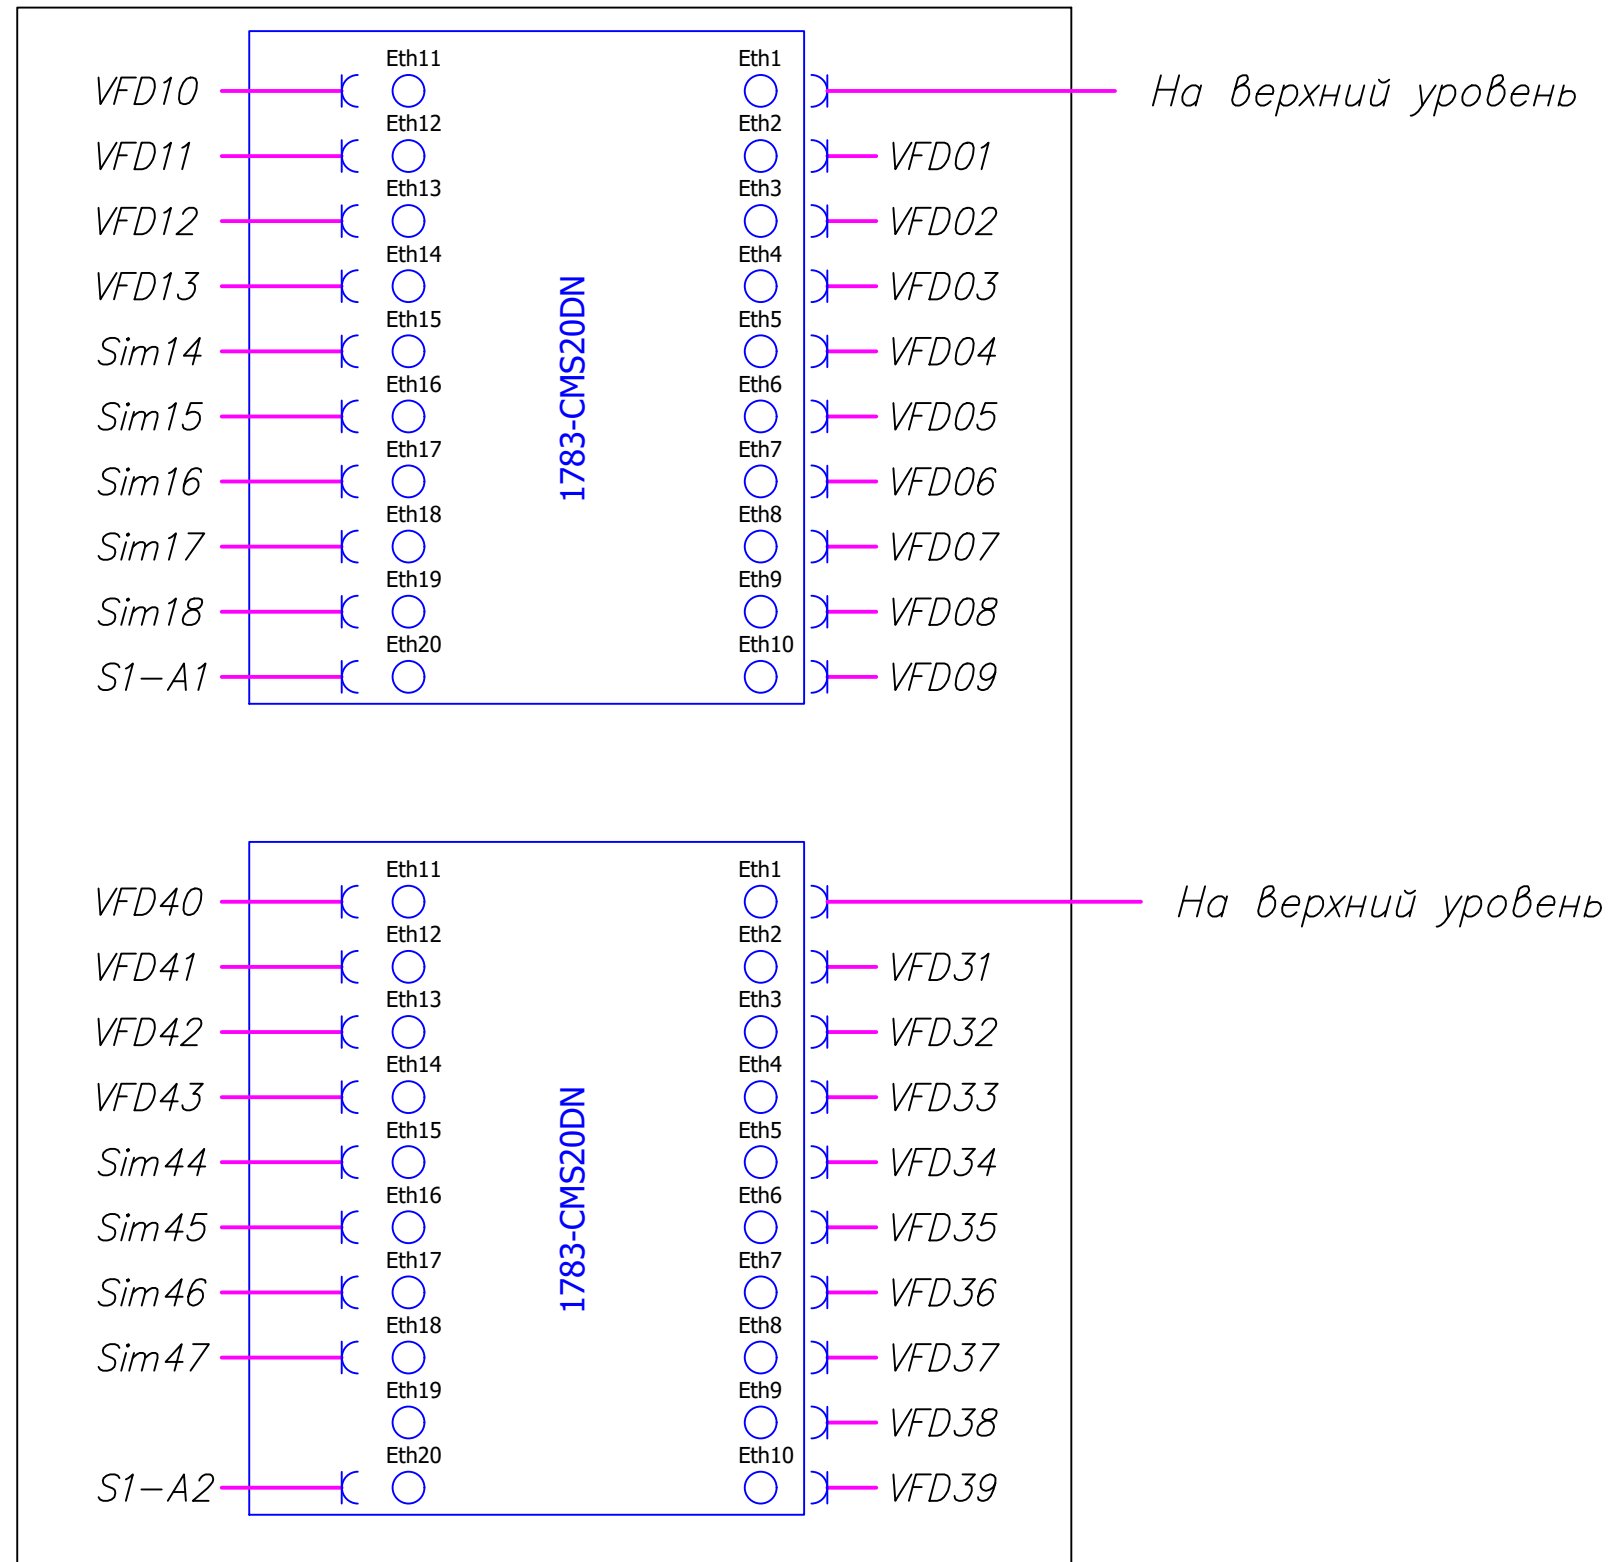 Eth11 Eth1
VFD10 На верхний уровень
Eth12 Eth2
VFD11 VFD01
Eth13 Eth3
VFD12 VFD02
Eth14 Eth4
VFD13 VFD03
Eth15 Eth5
Sim14 VFD04
Eth16 Eth6
Sim15 VFD05
Eth17 Eth7
Sim16 VFD06
Eth18 Eth8
Sim17 VFD07
Eth19 Eth9
Sim18 VFD08
Eth20 Eth10
S1-A1 VFD09
1783-CMS20DN
Eth11 Eth1
VFD40 На верхний уровень
Eth12 Eth2
VFD41 VFD31
Eth13 Eth3
VFD42 VFD32
Eth14 Eth4
VFD43 VFD33
Eth15 Eth5
Sim44 VFD34
Eth16 Eth6
Sim45 VFD35
Eth17 Eth7
Sim46 VFD36
Eth18 Eth8
Sim47 VFD37
Eth19 Eth9
VFD38
Eth20 Eth10
S1-A2 VFD39
1783-CMS20DN